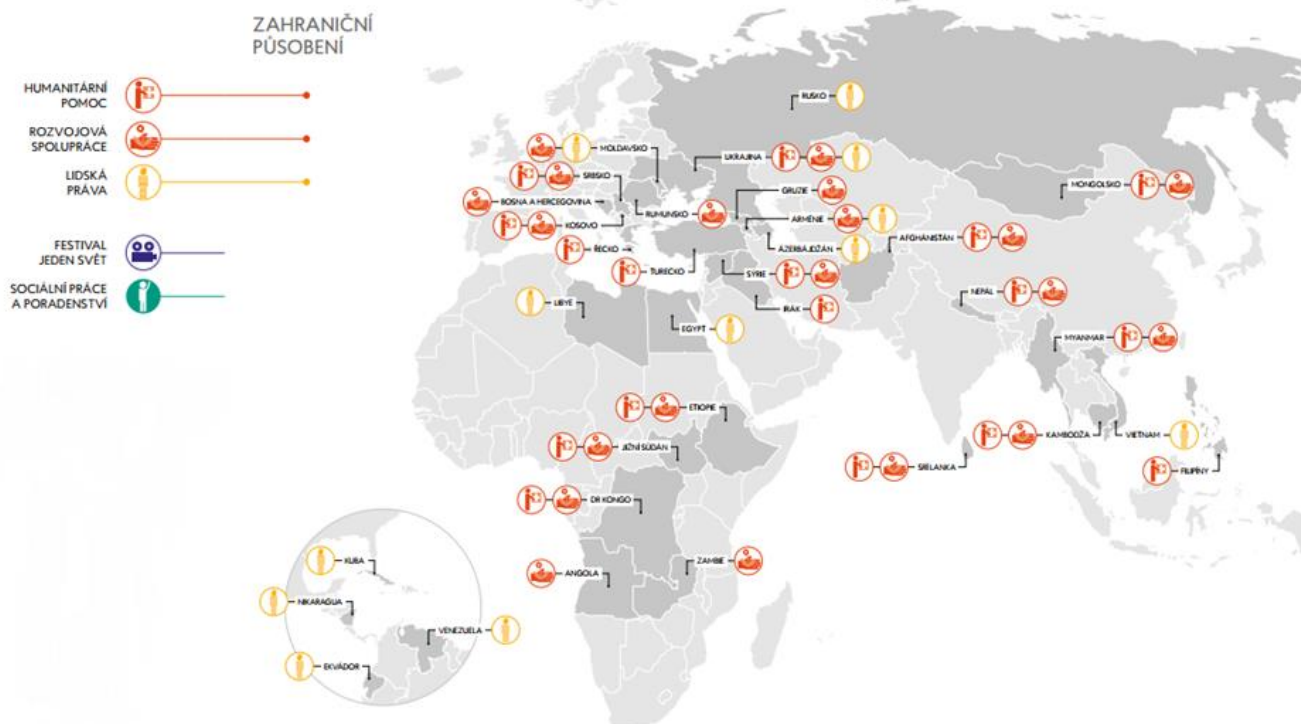 ZAHRANIČNÍ
PŮSOBENÍ
HUMANITÁRNÍ
POMOC
ROZVOJOVÁ
SPOLUPRÁCE
LIDSKÁ
PRÁVA
FESTIVAL
JEDEN SVĚT
SOCIÁLNÍ PRÁCE
A PORADENSTVÍ
RUSKO
MOLDAVSKO
UKRAJINA
SRBSKO
MONGOLSKO
GRUZIE
BOSNA A HERCEGOVINA
RUMUNSKO
ARMÉNIE
KOSOVO
AFGHÁNISTÁN
ÁZERBÁJDŽÁN
ŘECKO
TURECKO
SÝRIE
NEPÁL
LIBYE
IRÁK
EGYPT
MYANMAR
ETIOPIE
KAMBODŽA
VIETNAM
JIŽNÍ SÚDÁN
SRÍ LANKA
FILIPÍNY
DR KONGO
KUBA
ZAMBIE
ANGOLA
NIKARAGUA
VENEZUELA
EKVÁDOR